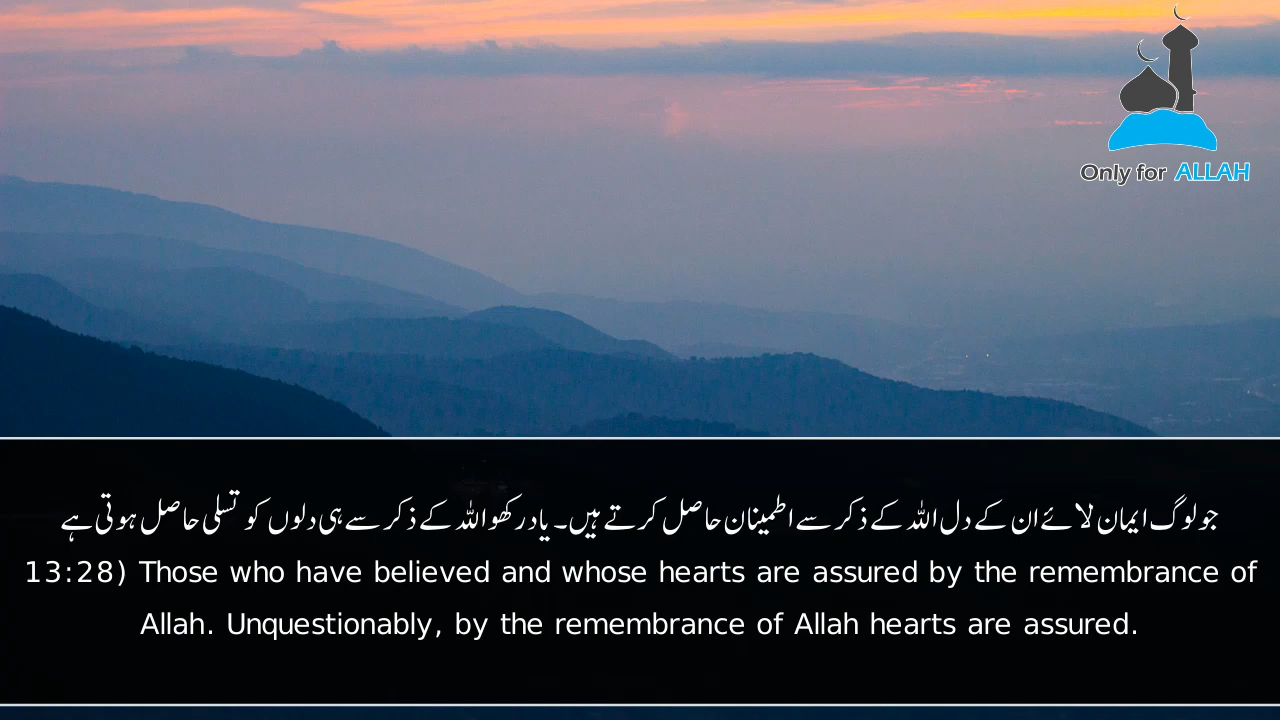 Only for ALLAH
جو لوگ ایمان لائے ان کے دل اللہ کے ذکر سے اطمینان حاصل کرتے ہیں۔ یاد رکھو اللہ کے ذکر سے ہی دلوں کو تسلی حاصل ہوتی ہے
13:28) Those who have believed and whose hearts are assured by the remembrance of
Allah. Unquestionably, by the remembrance of Allah hearts are assured.